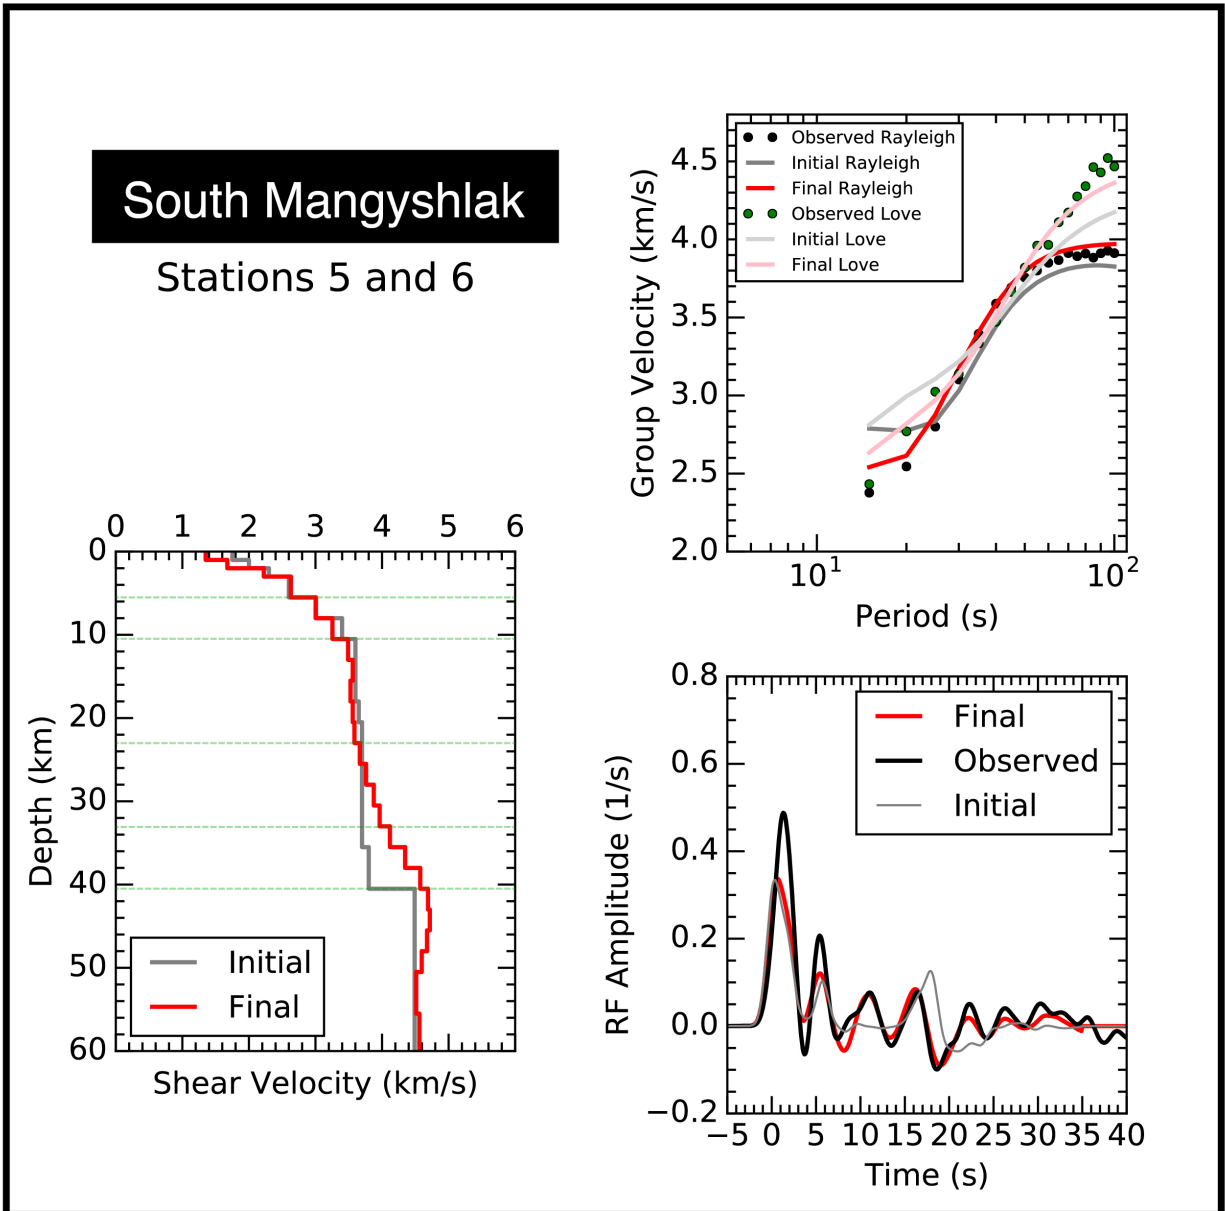 South Mangyshlak
Stations 5 and 6
Group Velocity (km/s)
4.5
4.0
3.5
3.0
2.5
2.0
Observed Rayleigh
Initial Rayleigh
Final Rayleigh
Observed Love
Initial Love
Final Love
10^1 10^2
Period (s)
0 1 2 3 4 5 6
Depth (km)
0
10
20
30
40
50
60
Initial
Final
Shear Velocity (km/s)
RF Amplitude (1/s)
0.8
0.6
0.4
0.2
0.0
−0.2
Final
Observed
Initial
−5 0 5 10 15 20 25 30 35 40
Time (s)